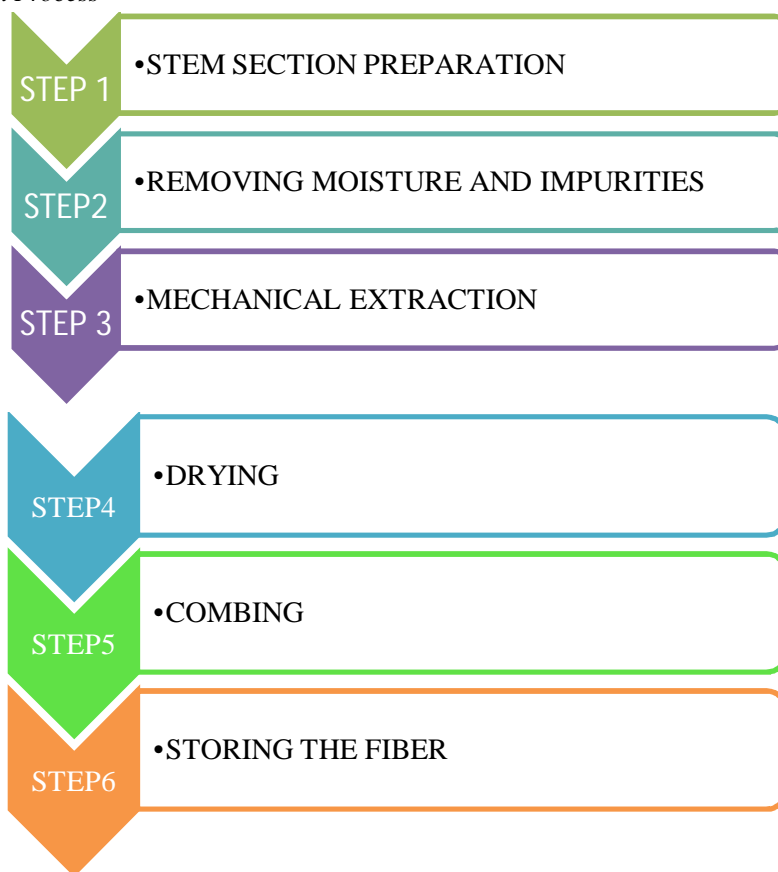 STEP 1
•STEM SECTION PREPARATION
STEP2
•REMOVING MOISTURE AND IMPURITIES
STEP 3
•MECHANICAL EXTRACTION
STEP4
•DRYING
STEP5
•COMBING
STEP6
•STORING THE FIBER